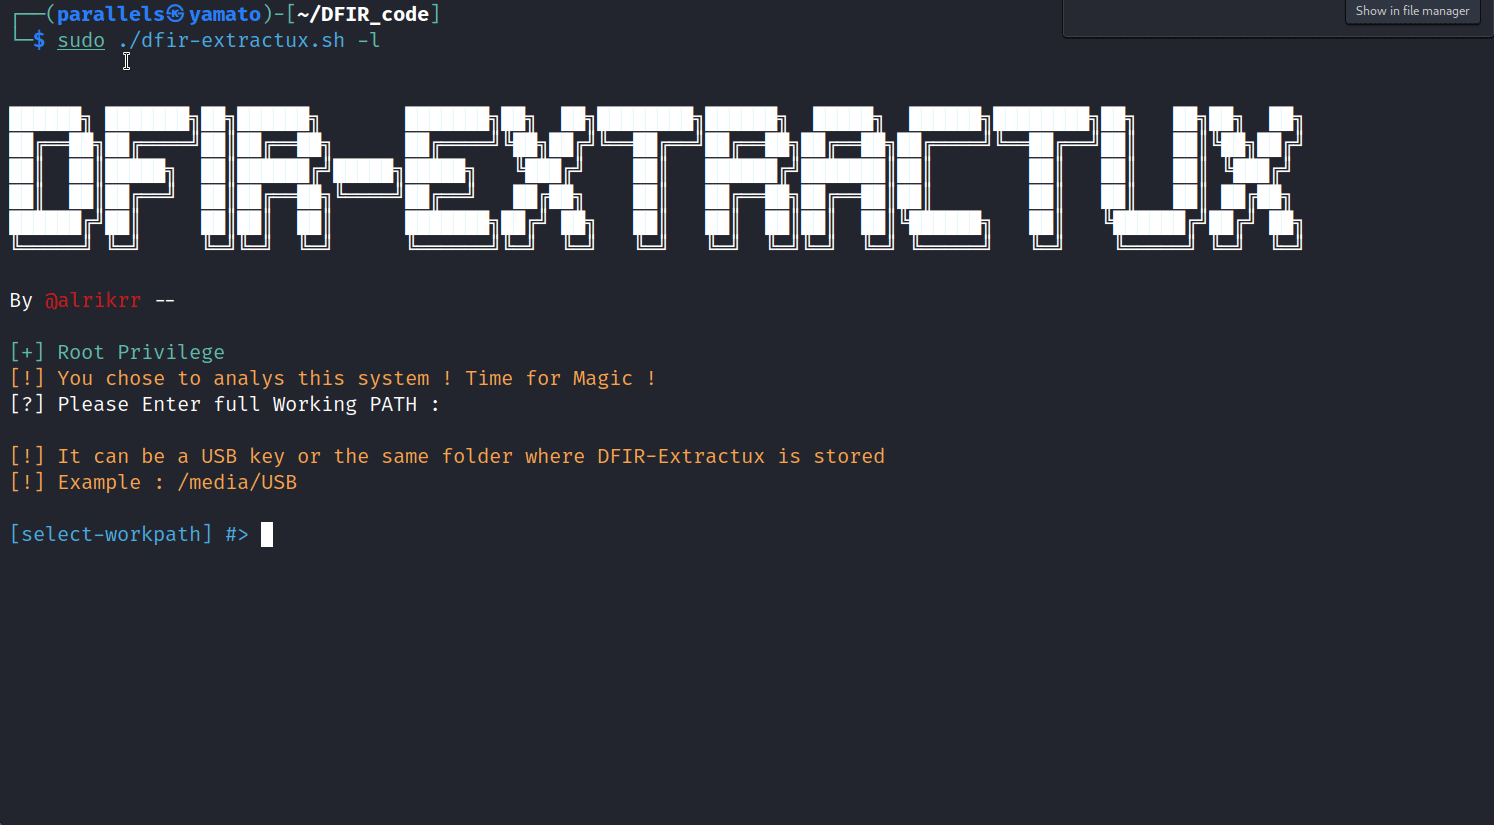 ┌──(parallels㉿yamato)-[~/DFIR_code]
Show in file manager
└─$ sudo ./dfir-extractux.sh -l
DFIR-EXTRACTUX
By @alrikrr --
[+] Root Privilege
[!] You chose to analys this system ! Time for Magic !
[?] Please Enter full Working PATH :
[!] It can be a USB key or the same folder where DFIR-Extractux is stored
[!] Example : /media/USB
[select-workpath] #>